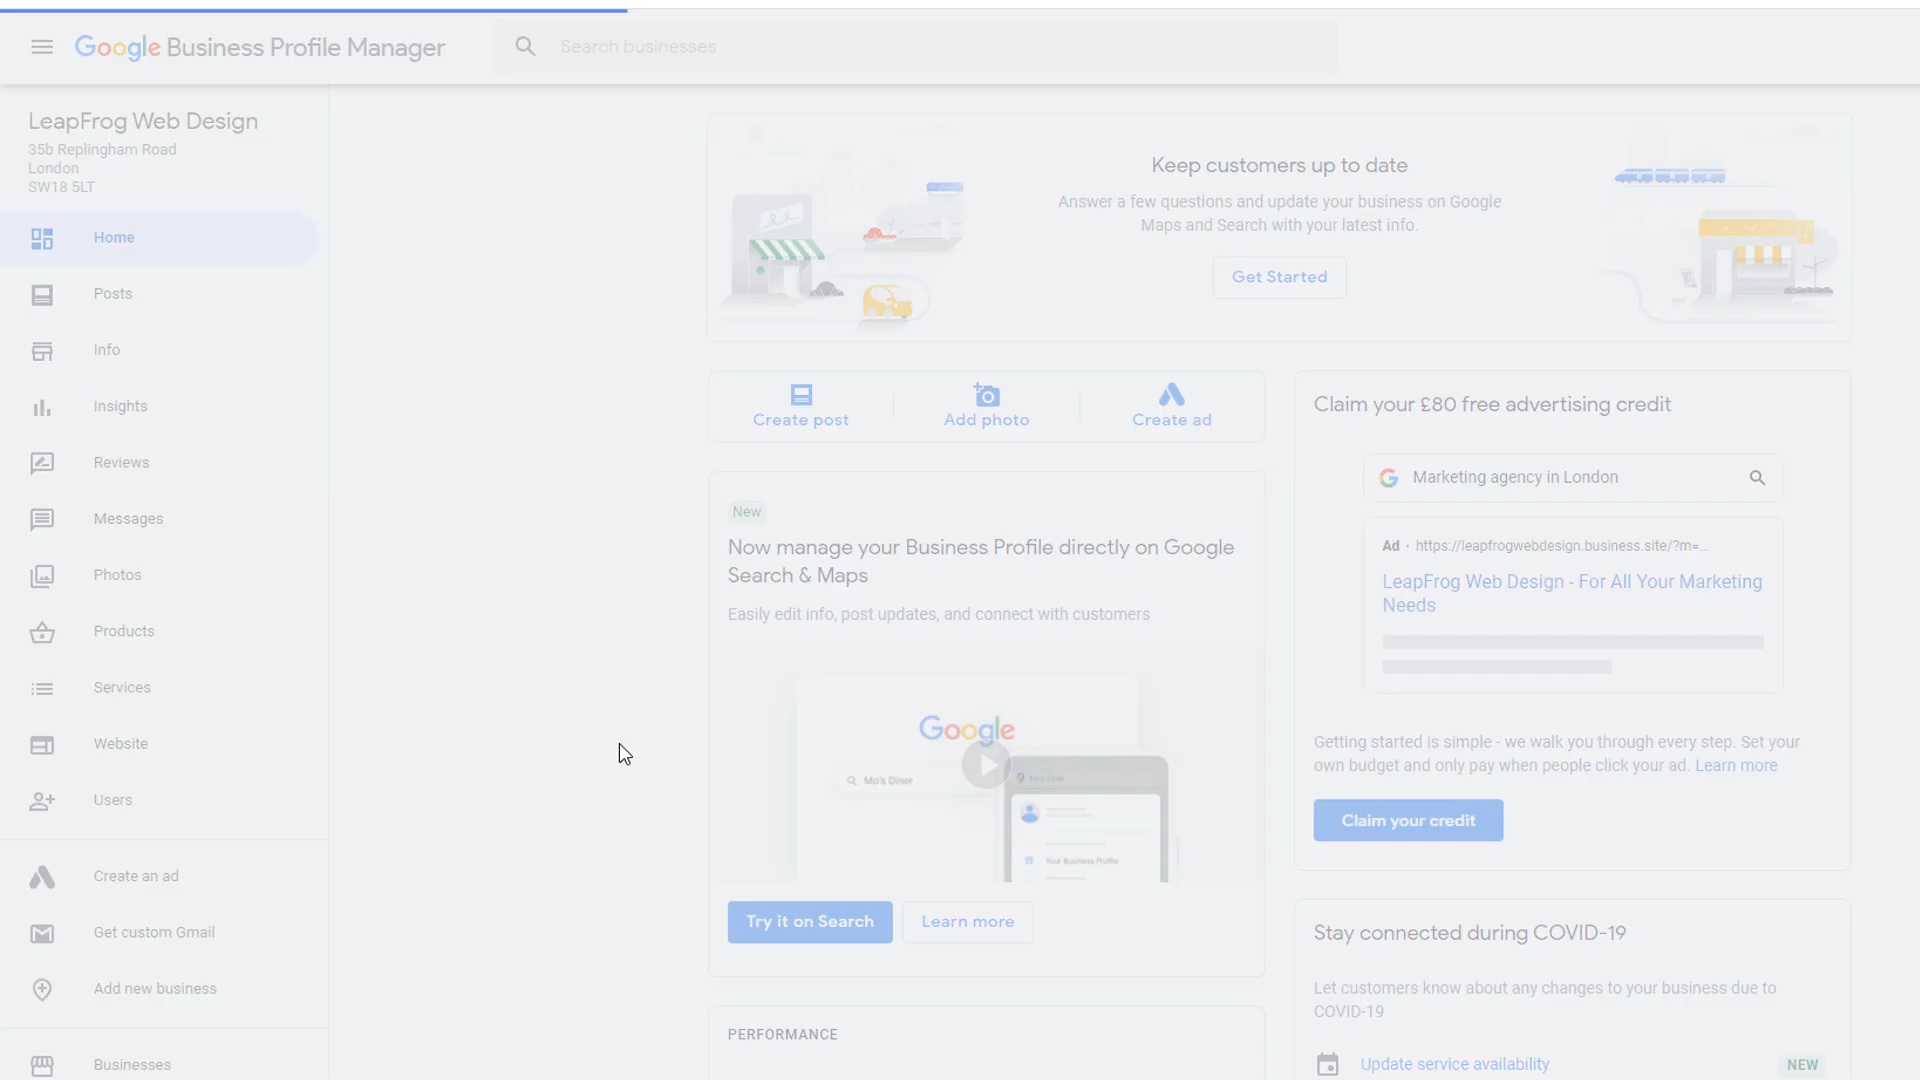 Google Business Profile Manager
Search businesses
LeapFrog Web Design
35b Replingham Road
London
SW18 5LT
Home
Posts
Info
Insights
Reviews
Messages
Photos
Products
Services
Website
Users
Create an ad
Get custom Gmail
Add new business
Businesses
Keep customers up to date
Answer a few questions and update your business on Google
Maps and Search with your latest info.
Get Started
Create post
Add photo
Create ad
New
Now manage your Business Profile directly on Google
Search & Maps
Easily edit info, post updates, and connect with customers
Google
Mo's Diner
Mo's Diner
Your Business Profile
Try it on Search
Learn more
PERFORMANCE
Claim your £80 free advertising credit
Marketing agency in London
Ad · https://leapfrogwebdesign.business.site/?m=...
LeapFrog Web Design - For All Your Marketing
Needs
Getting started is simple - we walk you through every step. Set your
own budget and only pay when people click your ad. Learn more
Claim your credit
Stay connected during COVID-19
Let customers know about any changes to your business due to
COVID-19
Update service availability
NEW